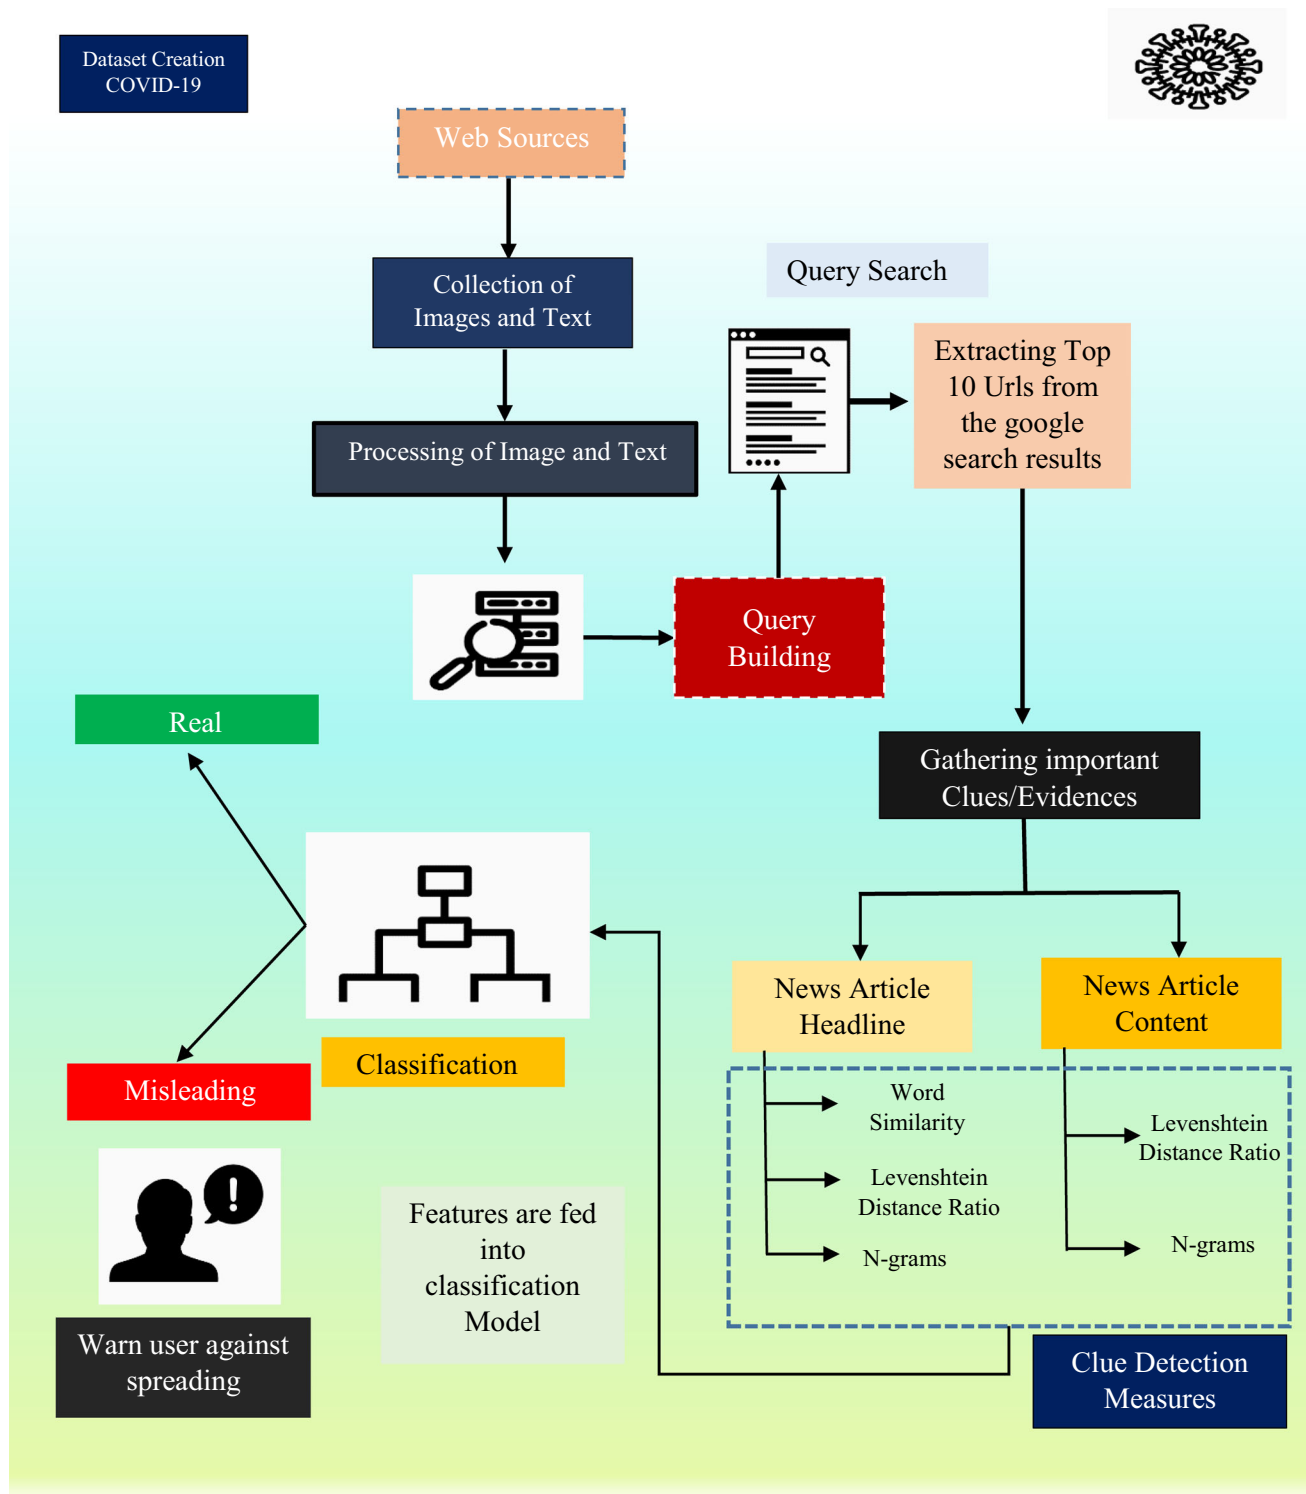 Dataset Creation
COVID-19
Web Sources
Collection of
Images and Text
Processing of Image and Text
Query Search
Extracting Top
10 Urls from
the google
search results
Query
Building
Gathering important
Clues/Evidences
Real
Classification
Misleading
Warn user against
spreading
News Article
Headline
News Article
Content
Word
Similarity
Levenshtein
Distance Ratio
N-grams
Levenshtein
Distance Ratio
N-grams
Features are fed
into
classification
Model
Clue Detection
Measures